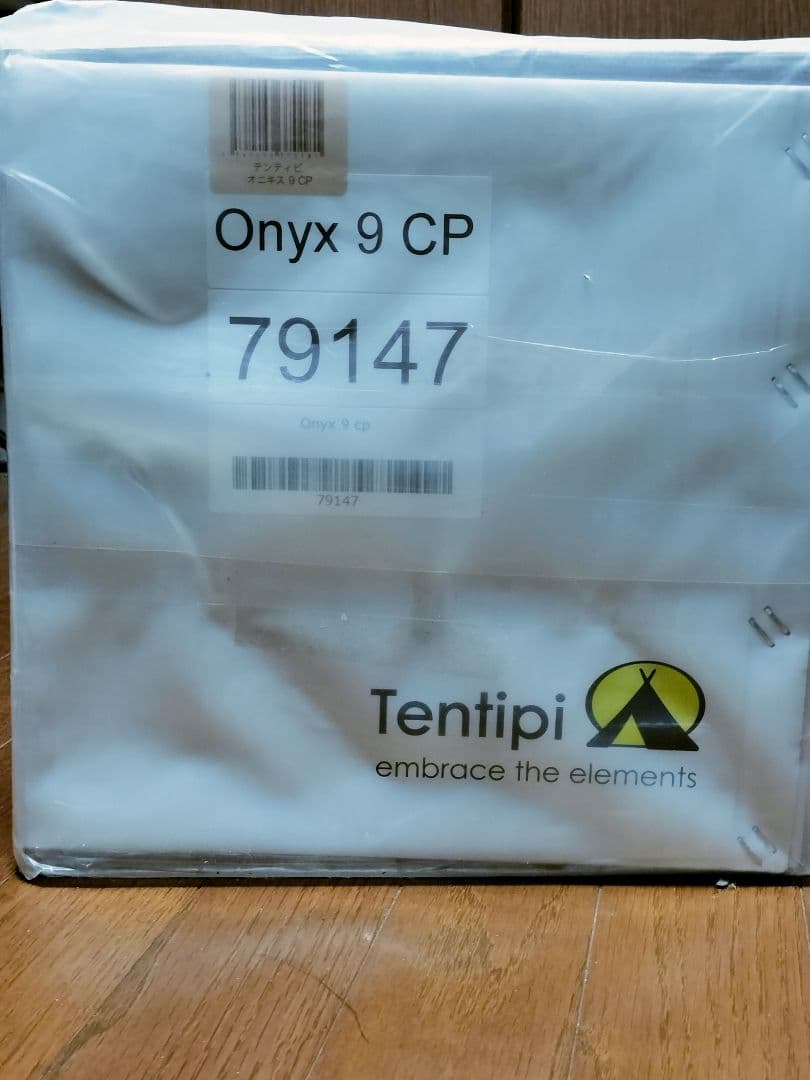 テンティピ
オニキス 9 CP
Onyx 9 CP
79147
Onyx 9 cp
79147
Tentipi
embrace the elements